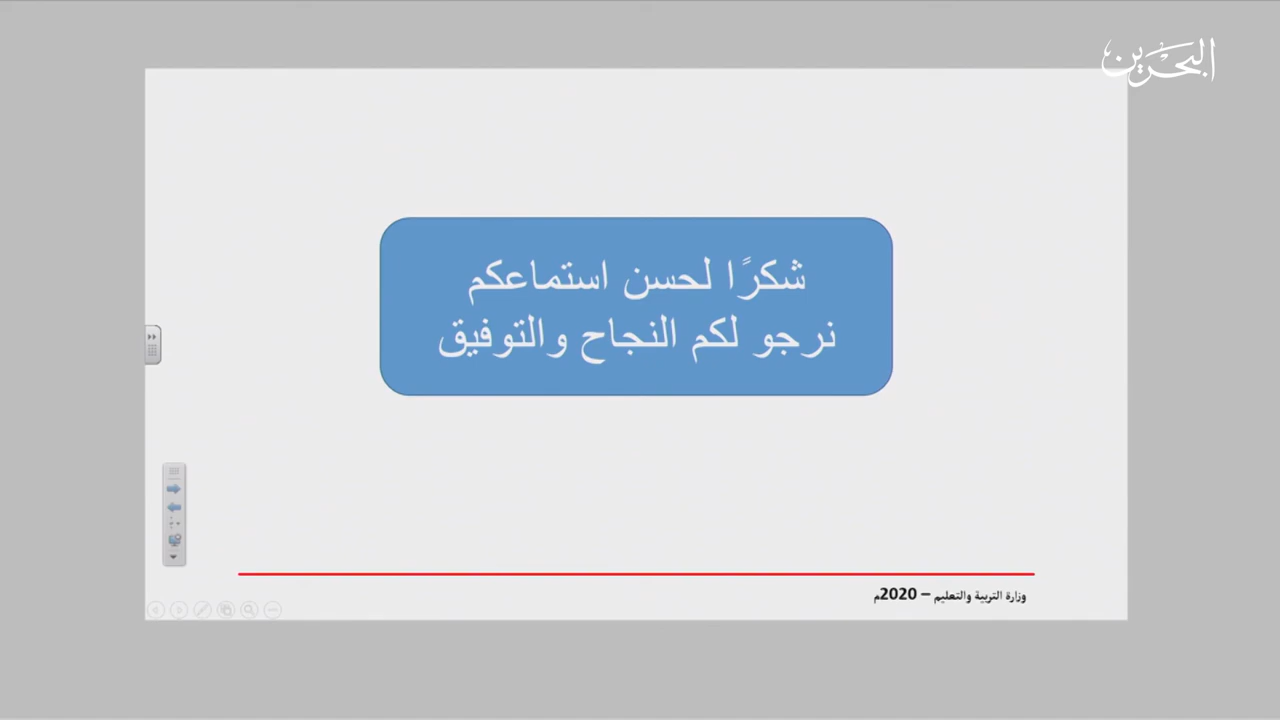 البحرين
شكرًا لحسن استماعكم
نرجو لكم النجاح والتوفيق
وزارة التربية والتعليم – 2020م